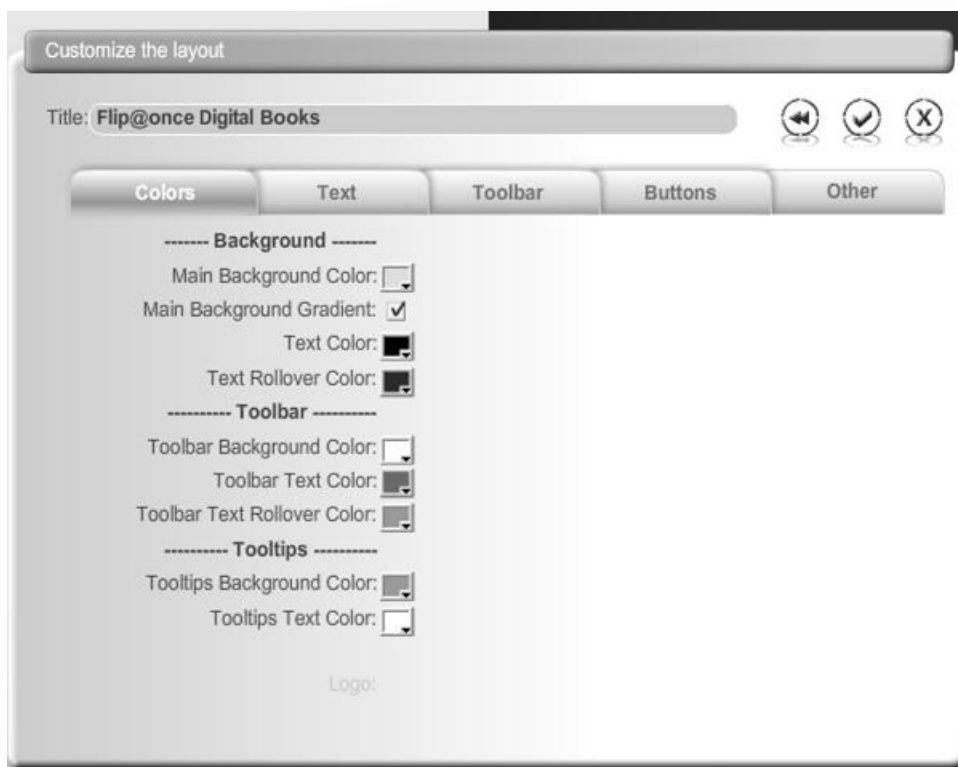 Customize the layout
Title: Flip@once Digital Books
X
Colors Text Toolbar Buttons Other
------- Background -------
Main Background Color:
Main Background Gradient:
Text Color:
Text Rollover Color:
---------- Toolbar ----------
Toolbar Background Color:
Toolbar Text Color:
Toolbar Text Rollover Color:
---------- Tooltips ----------
Tooltips Background Color:
Tooltips Text Color:
Logo: